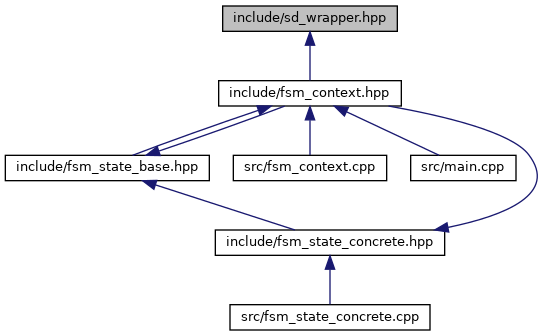 include/sd_wrapper.hpp
include/fsm_context.hpp
include/fsm_state_base.hpp
src/fsm_context.cpp
src/main.cpp
include/fsm_state_concrete.hpp
src/fsm_state_concrete.cpp